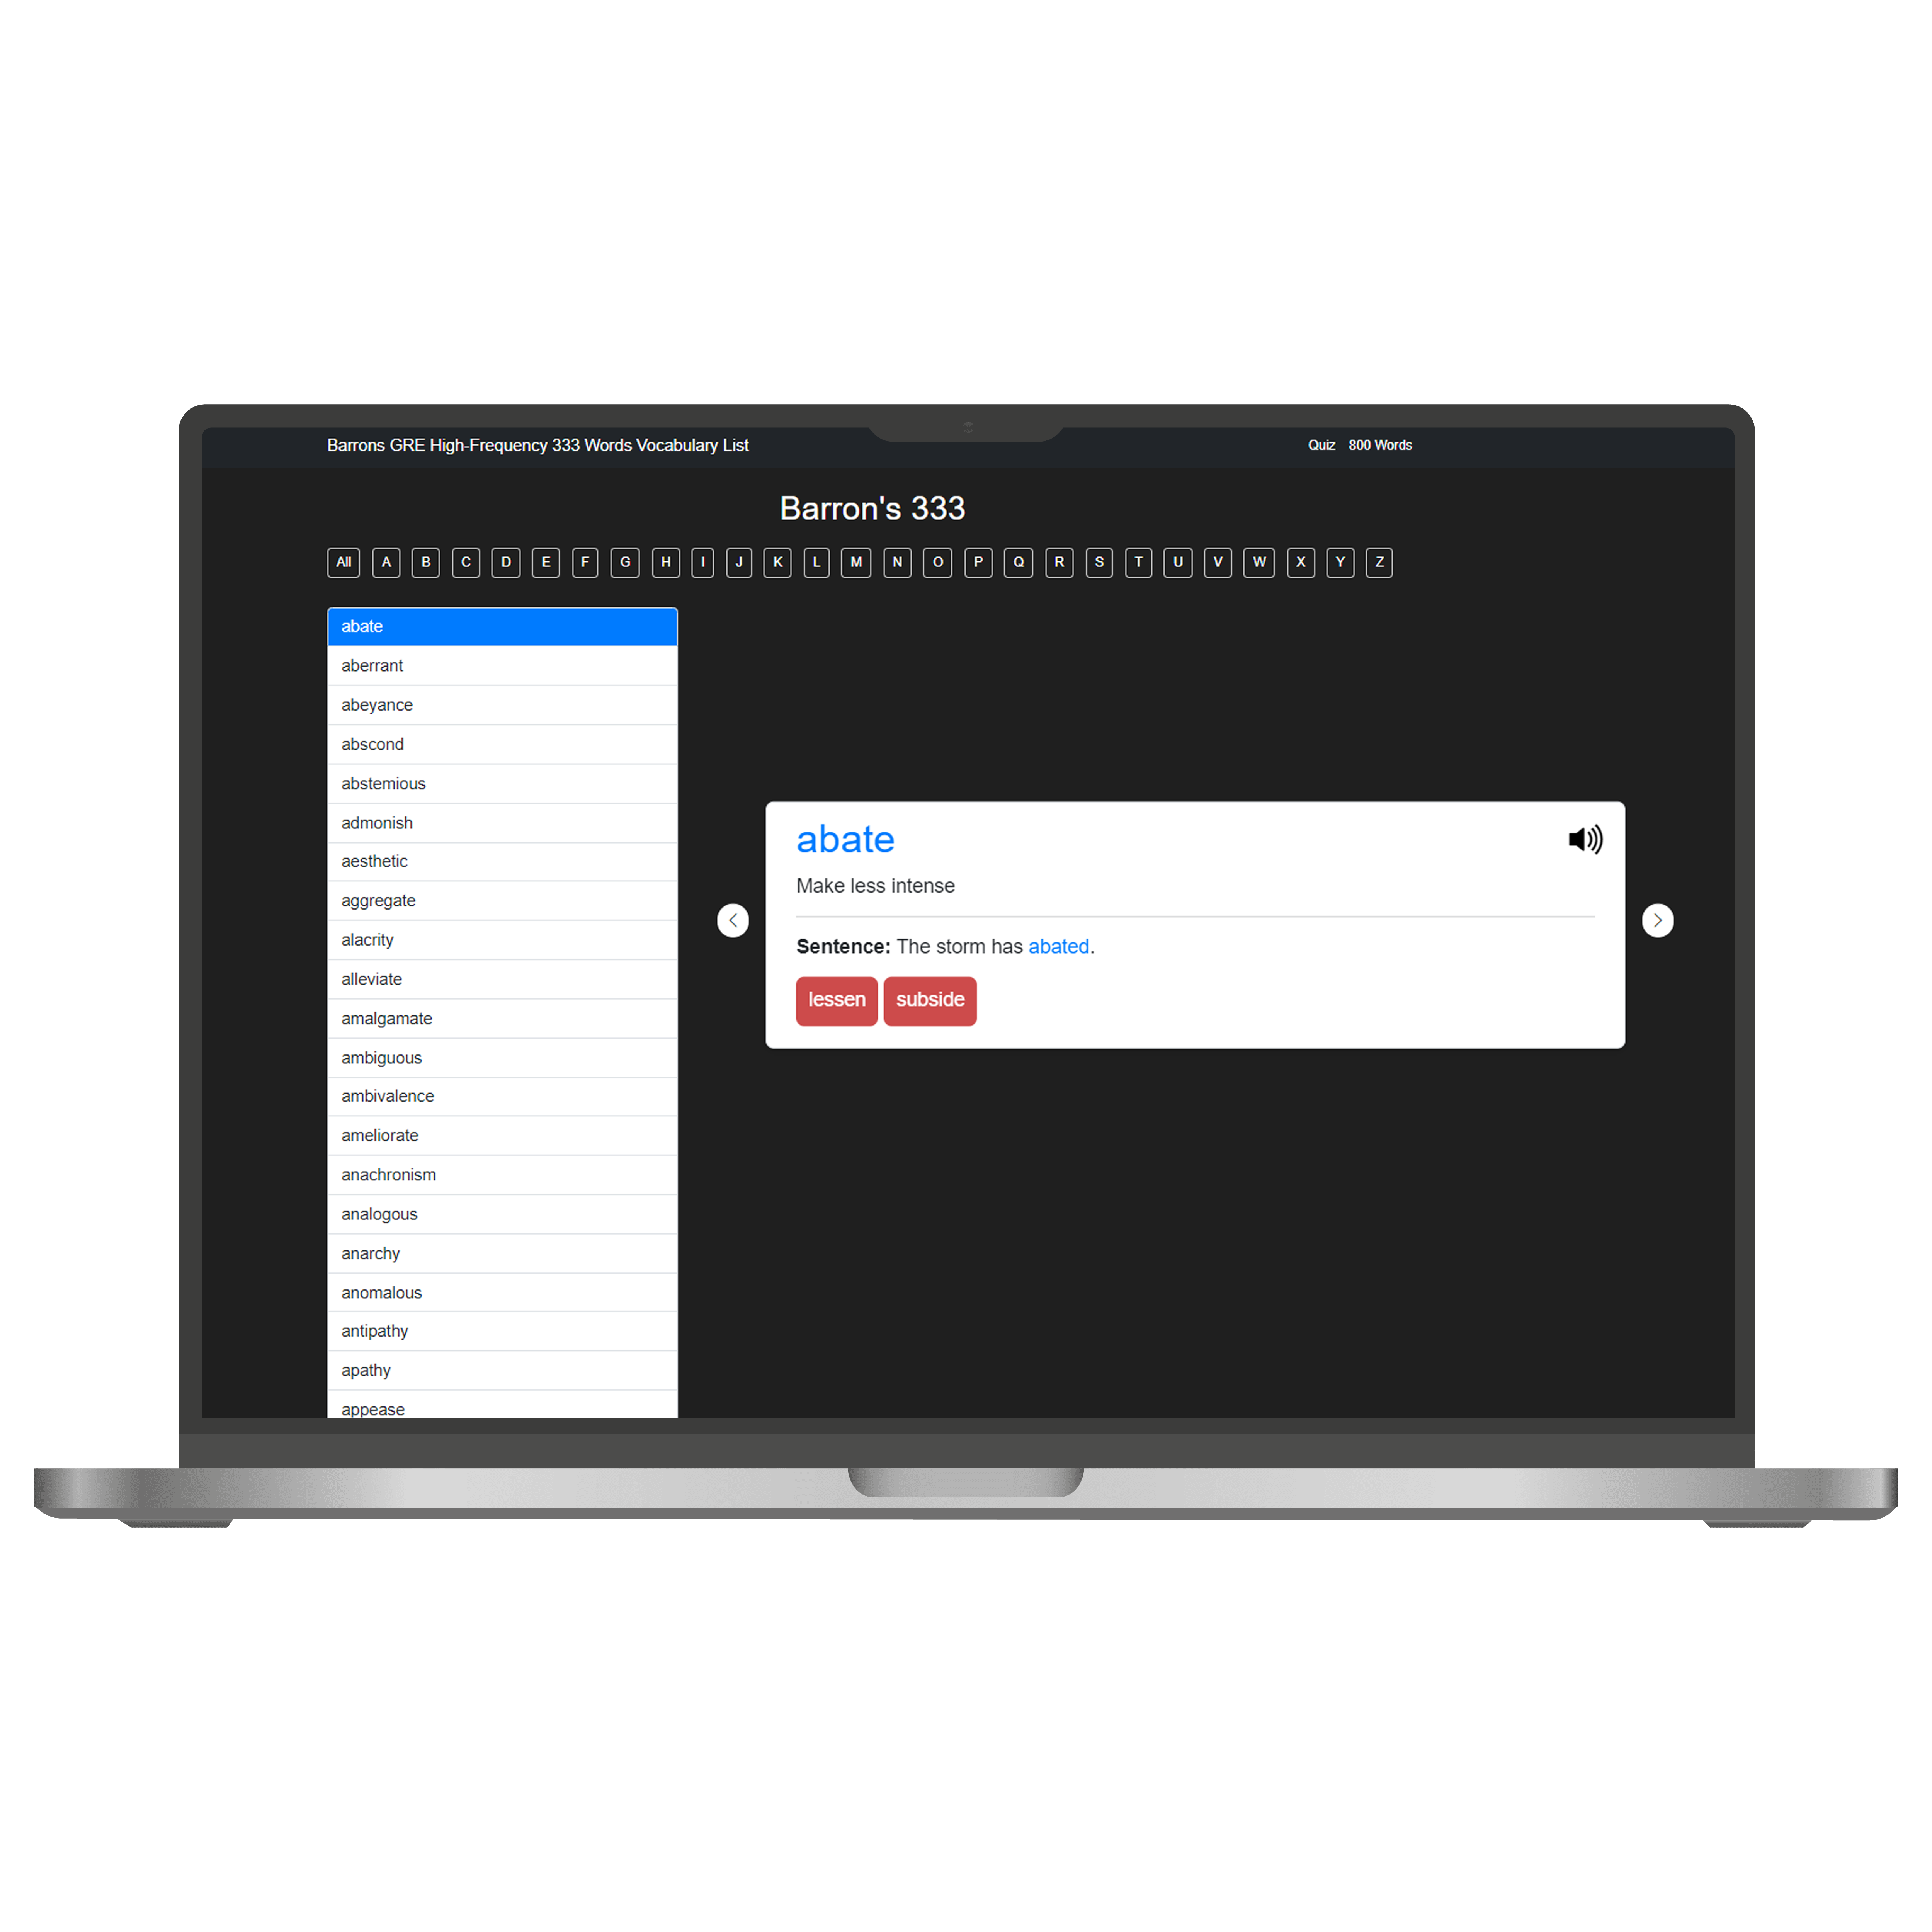 Barrons GRE High-Frequency 333 Words Vocabulary List
Quiz 800 Words
Barron's 333
All A B C D E F G H I J K L M N O P Q R S T U V W X Y Z
abate
aberrant
abeyance
abscond
abstemious
admonish
aesthetic
aggregate
alacrity
alleviate
amalgamate
ambiguous
ambivalence
ameliorate
anachronism
analogous
anarchy
anomalous
antipathy
apathy
appease
abate
Make less intense
Sentence: The storm has abated.
lessen subside